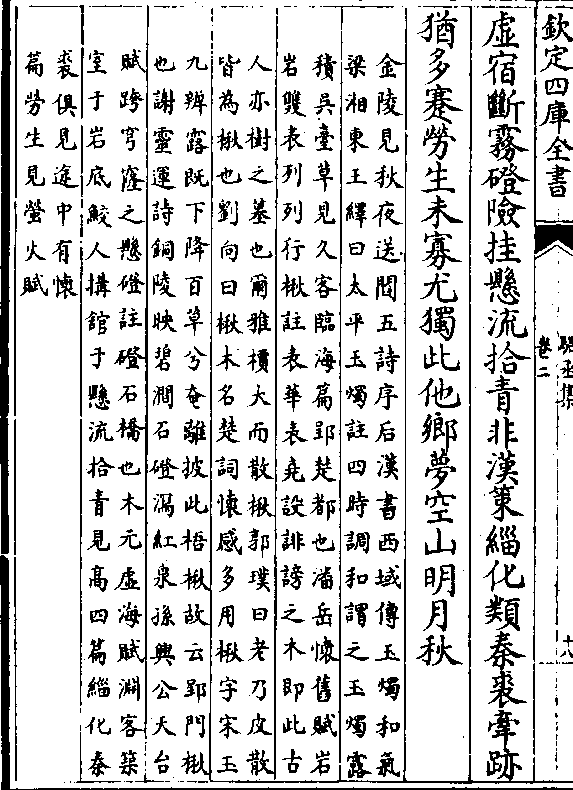 欽定四庫全書
駱丞集
卷二
十八
虛宿斷霧磴險挂懸流拾青非漢策緇化類秦裘牽跡
猶多蹇勞生未寡尤獨此他鄉夢空山明月秋
金陵見秋夜送閻五詩序后漢書西域傳玉燭和氣
梁湘東王繹曰太平玉燭註四時調和謂之玉燭露
積吳臺草見久客臨海篇郢楚都也潘岳懷舊賦岩
岩雙表列列行楸註表華表堯設誹謗之木即此古
人亦樹之墓也爾雅櫝大而散楸郭璞曰老乃皮散
皆為楸也劉向曰楸木名楚詞懷感多用楸字宋玉
九辨露既下降百草兮奄離披此梧楸故云郢門楸
也謝靈運詩銅陵映碧澗石磴瀉紅泉孫興公天台
賦跨穹窿之懸磴註磴石橋也木元虛海賦淵客築
室于岩底鮫人搆館于懸流拾青見高四篇緇化秦
裘俱見途中有懷
篇勞生見螢火賦